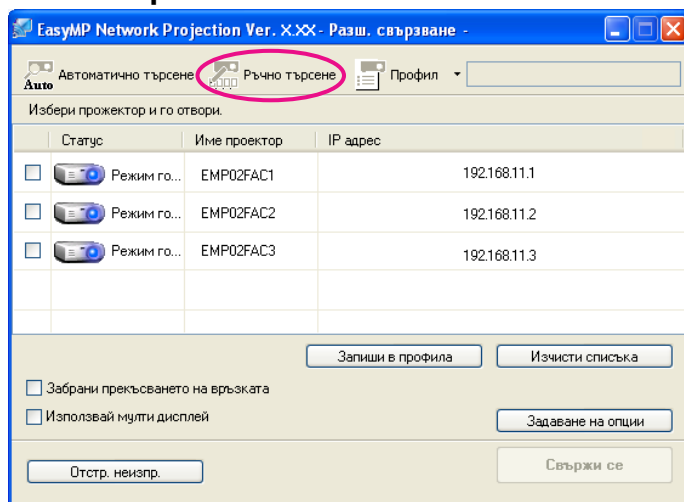 EasyMP Network Projection Ver. X.XX - Разш. свързване -
Auto Автоматично търсене Ръчно търсене Профил
Избери прожектор и го отвори.
Статус Име проектор IP адрес
Режим го... EMP02FAC1 192.168.11.1
Режим го... EMP02FAC2 192.168.11.2
Режим го... EMP02FAC3 192.168.11.3
Запиши в профила Изчисти списъка
Забрани прекъсването на връзката
Използвай мулти дисплей Задаване на опции
Отстр. неизпр. Свържи се